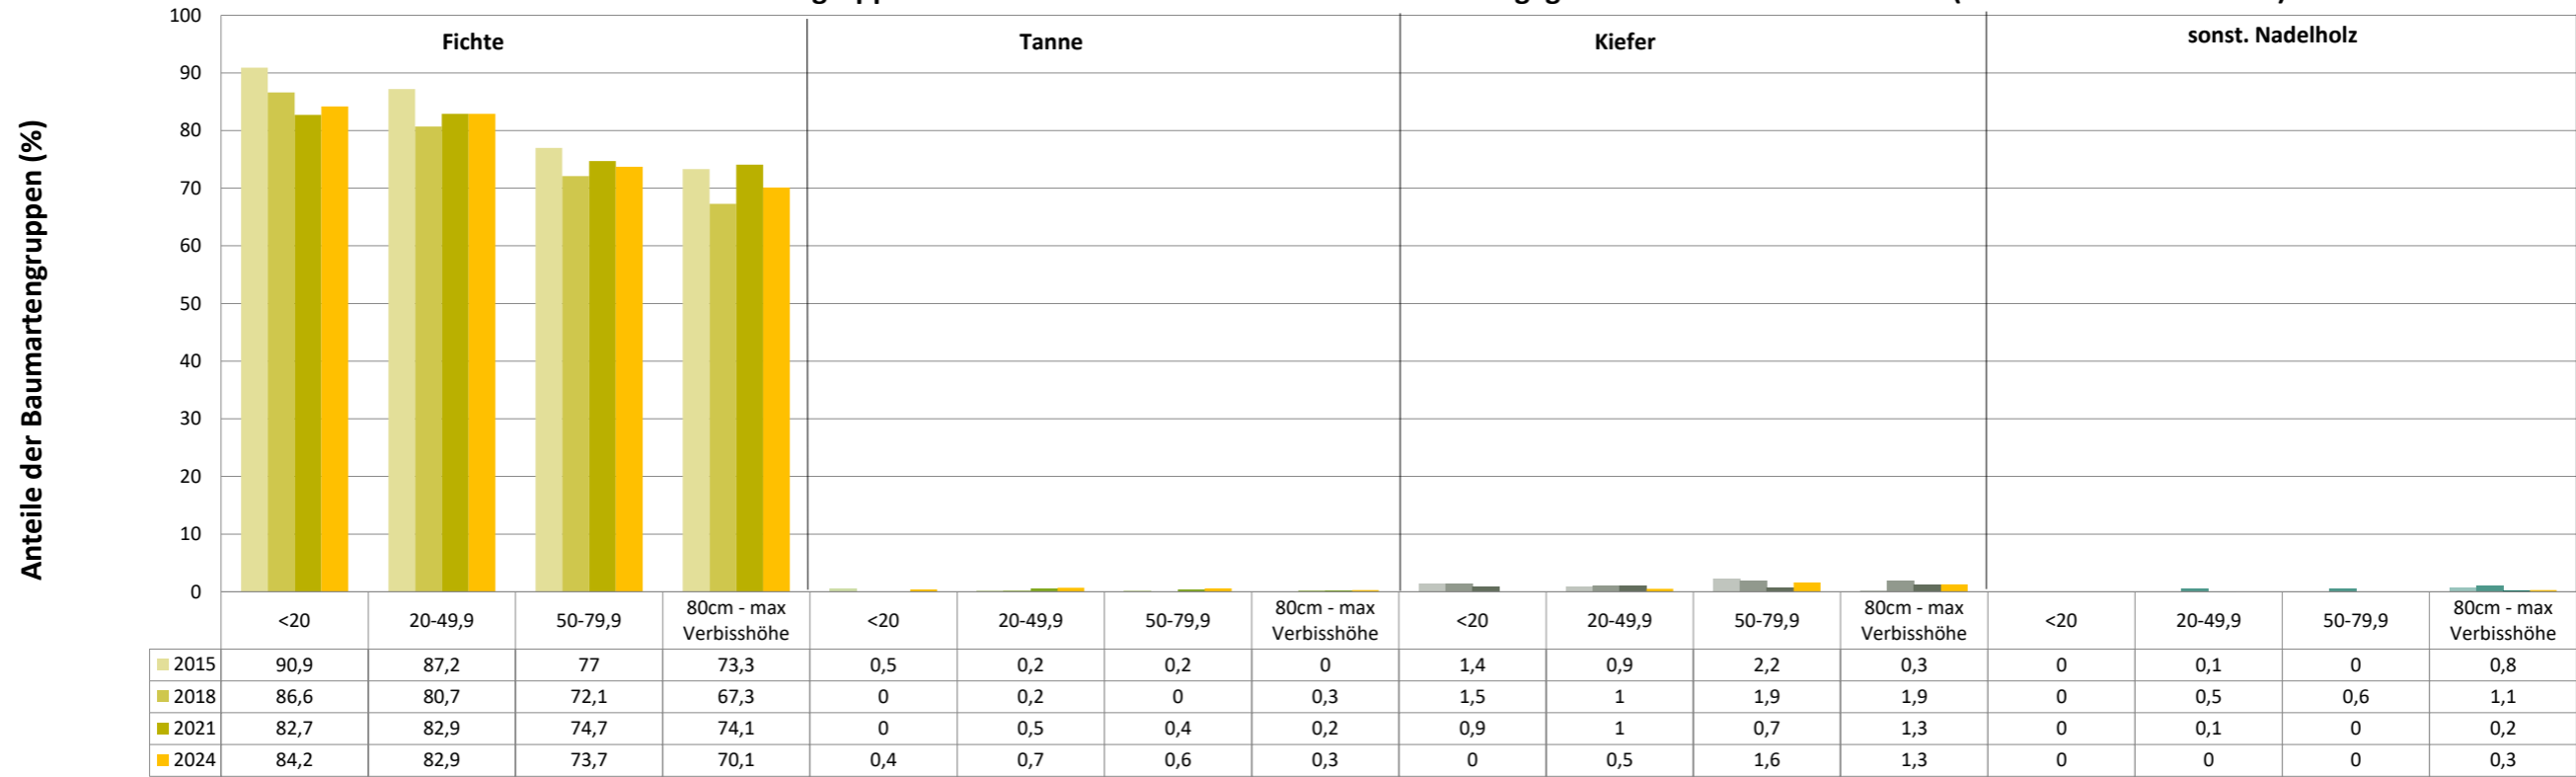 100
Fichte
Tanne
Kiefer
sonst. Nadelholz
90
80
70
60
50
40
30
20
10
0
Anteile der Baumartengruppen (%)
<20 20-49,9 50-79,9 80cm - max Verbisshöhe <20 20-49,9 50-79,9 80cm - max Verbisshöhe <20 20-49,9 50-79,9 80cm - max Verbisshöhe <20 20-49,9 50-79,9 80cm - max Verbisshöhe
2015 90,9 87,2 77 73,3 0,5 0,2 0,2 0 1,4 0,9 2,2 0,3 0 0,1 0 0,8
2018 86,6 80,7 72,1 67,3 0 0,2 0 0,3 1,5 1 1,9 1,9 0 0,5 0,6 1,1
2021 82,7 82,9 74,7 74,1 0 0,5 0,4 0,2 0,9 1 0,7 1,3 0 0,1 0 0,2
2024 84,2 82,9 73,7 70,1 0,4 0,7 0,6 0,3 0 0,5 1,6 1,3 0 0 0 0,3